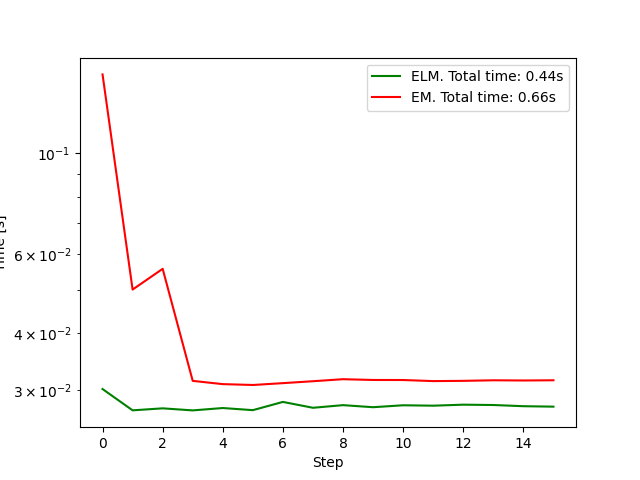 ELM. Total time: 0.44s
EM. Total time: 0.66s
10⁻¹
6 × 10⁻²
4 × 10⁻²
3 × 10⁻²
Time [s]
0 2 4 6 8 10 12 14
Step